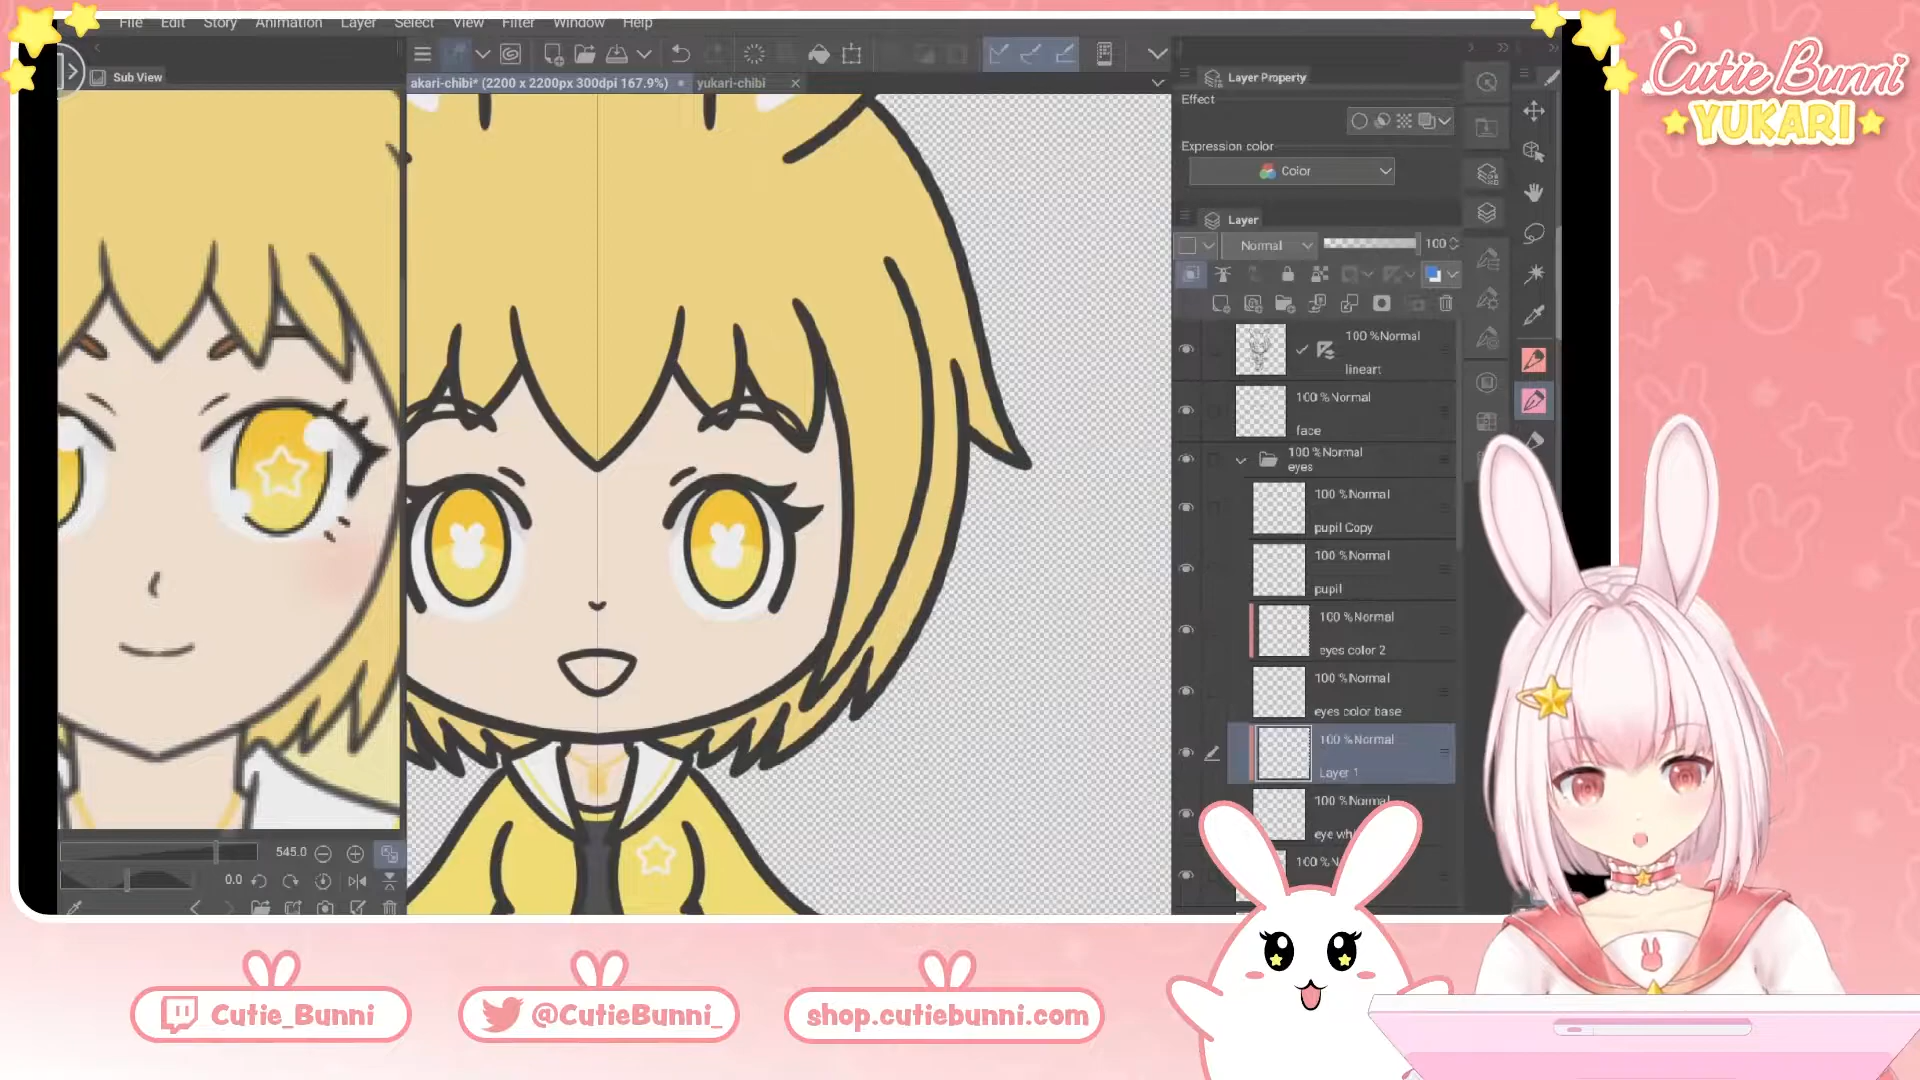 File Edit Story Animation Layer Select View Filter Window Help
Sub View
akari-chibi* (2200 x 2200px 300dpi 167.9%)
yukari-chibi
Layer Property
Effect
Expression color
Color
Layer
Normal
100
100 %Normal
lineart
100 %Normal
face
100 %Normal
eyes
100 %Normal
pupil Copy
100 %Normal
pupil
100 %Normal
eyes color 2
100 %Normal
eyes color base
100 %Normal
Layer 1
100 %Normal
eye wh
100 %N
545.0
0.0
Cutie Bunni
YUKARI
Cutie_Bunni
@CutieBunni_
shop.cutiebunni.com